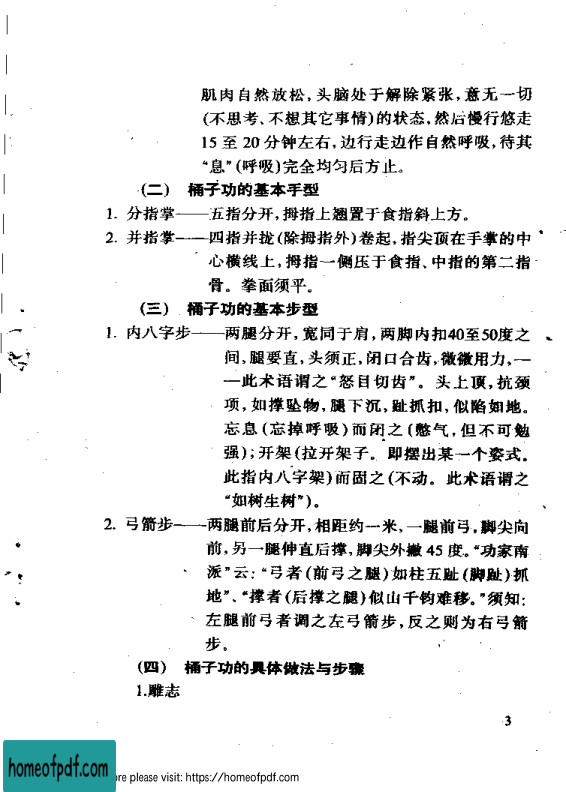 肌肉自然放松，头脑处于解除紧张，意无一切
(不思考、不想其它事情)的状态，然后慢行悠走
15至20分钟左右，边行走边作自然呼吸，待其
“息”(呼吸)完全均匀后方止。
(二) 桶子功的基本手型
1. 分指掌——五指分开，拇指上翘置于食指斜上方。
2. 并指掌——四指并拢(除拇指外)卷起，指尖顶在手掌的中
心横线上，拇指一侧压于食指、中指的第二指
骨。拳面须平。
(三) 桶子功的基本步型
1. 内八字步——两腿分开，宽同于肩，两脚内扣40至50度之
间，腿要直，头须正，闭口合齿，微微用力，—
—此术语谓之“怒目切齿”。头上顶，抗颈
项，如撑坠物，腿下沉，趾抓扣，似陷如地。
忘息(忘掉呼吸)而闭之(憋气，但不可勉
强)；开架(拉开架子。即摆出某一个姿式。
此指内八字架)而固之(不动。此术语谓之
“如树生树”)。
2. 弓箭步——两腿前后分开，相距约一米，一腿前弓，脚尖向
前，另一腿伸直后撑，脚尖外撇45度。“功家南
派”云：“弓者(前弓之腿)如柱五趾(脚趾)抓
地”、“撑者(后撑之腿)似山千钧难移。”须知：
左腿前弓者调之左弓箭步，反之则为右弓箭
步。
(四) 桶子功的具体做法与步骤
1.雕志
3
homeofpdf.com
re please visit: https://homeofpdf.com